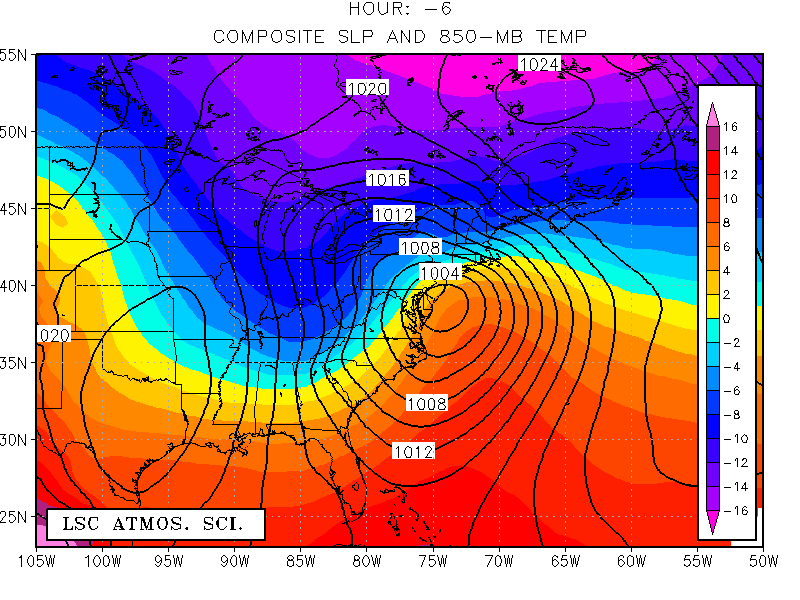 HOUR: -6
COMPOSITE SLP AND 850-MB TEMP
55N
50N
45N
40N
35N
30N
25N
1024
1020
1016
1012
1008
1004
020
1008
1012
16
14
12
10
8
6
4
2
0
-2
-4
-6
-8
-10
-12
-14
-16
LSC ATMOS. SCI.
105W 100W 95W 90W 85W 80W 75W 70W 65W 60W 55W 50W